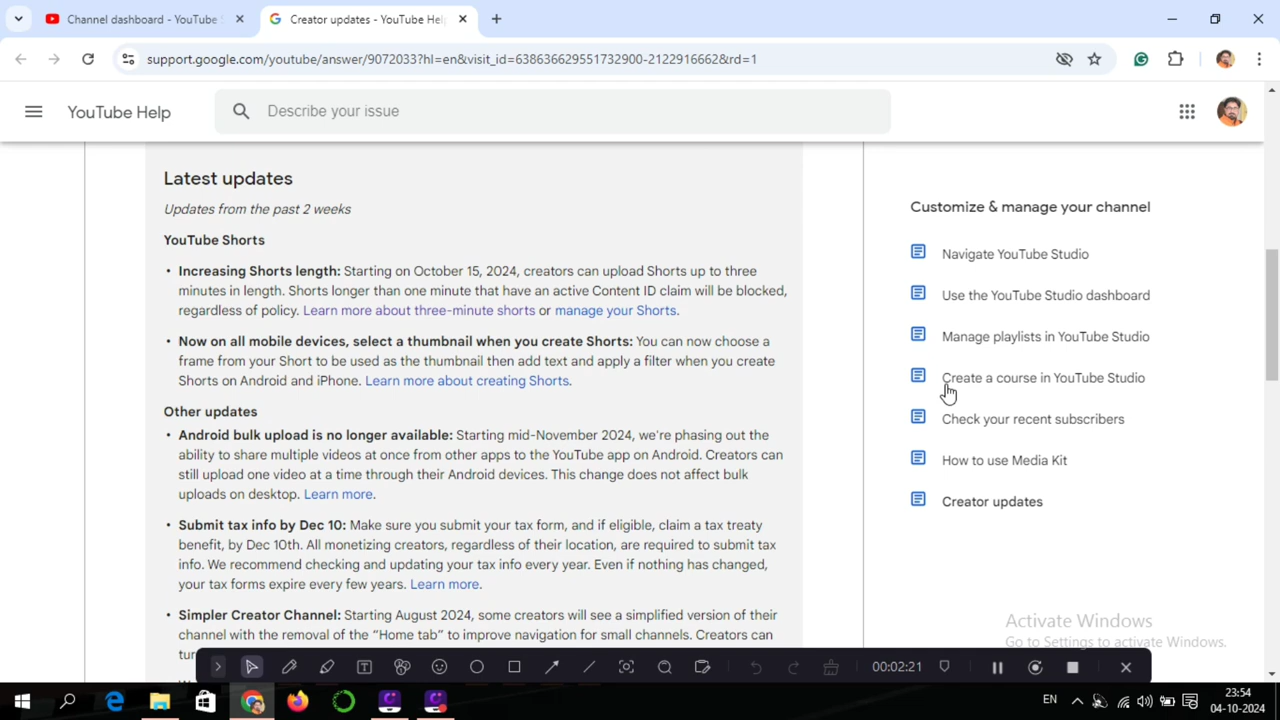 Channel dashboard - YouTube
Creator updates - YouTube Hel
support.google.com/youtube/answer/9072033?hl=en&visit_id=638636629551732900-2122916662&rd=1
YouTube Help
Describe your issue
Latest updates
Updates from the past 2 weeks
YouTube Shorts
• Increasing Shorts length: Starting on October 15, 2024, creators can upload Shorts up to three
minutes in length. Shorts longer than one minute that have an active Content ID claim will be blocked,
regardless of policy. Learn more about three-minute shorts or manage your Shorts.
• Now on all mobile devices, select a thumbnail when you create Shorts: You can now choose a
frame from your Short to be used as the thumbnail then add text and apply a filter when you create
Shorts on Android and iPhone. Learn more about creating Shorts.
Other updates
• Android bulk upload is no longer available: Starting mid-November 2024, we're phasing out the
ability to share multiple videos at once from other apps to the YouTube app on Android. Creators can
still upload one video at a time through their Android devices. This change does not affect bulk
uploads on desktop. Learn more.
• Submit tax info by Dec 10: Make sure you submit your tax form, and if eligible, claim a tax treaty
benefit, by Dec 10th. All monetizing creators, regardless of their location, are required to submit tax
info. We recommend checking and updating your tax info every year. Even if nothing has changed,
your tax forms expire every few years. Learn more.
• Simpler Creator Channel: Starting August 2024, some creators will see a simplified version of their
channel with the removal of the “Home tab” to improve navigation for small channels. Creators can
Customize & manage your channel
Navigate YouTube Studio
Use the YouTube Studio dashboard
Manage playlists in YouTube Studio
Create a course in YouTube Studio
Check your recent subscribers
How to use Media Kit
Creator updates
Activate Windows
Go to Settings to activate Windows.
00:02:21
EN
23:54
04-10-2024